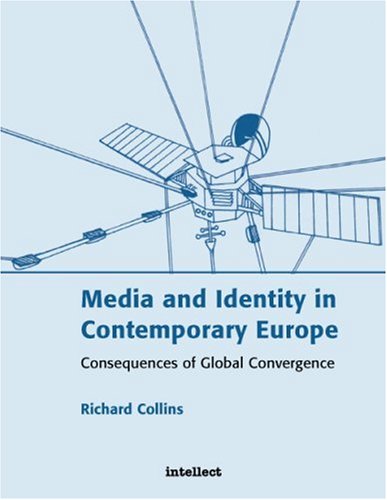 Media and Identity in
Contemporary Europe
Consequences of Global Convergence
Richard Collins
intellect